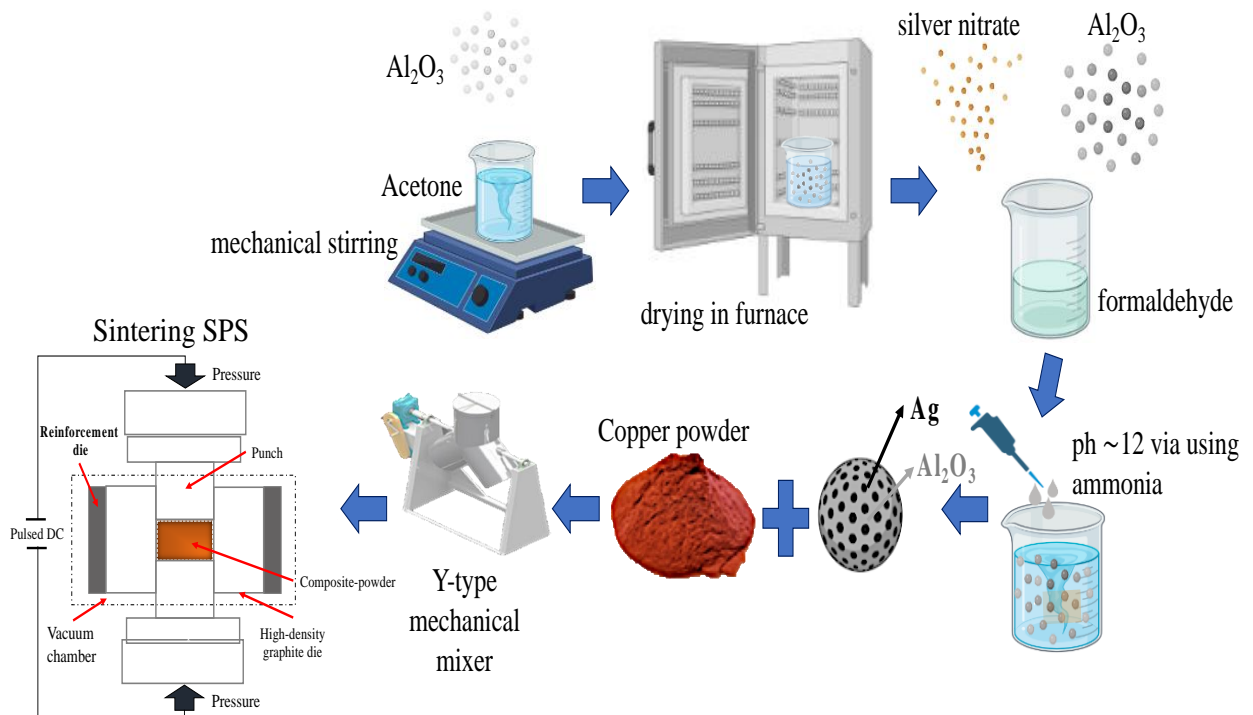 Al₂O₃
Acetone
mechanical stirring
drying in furnace
silver nitrate
Al₂O₃
formaldehyde
ph ~12 via using
ammonia
Ag
Al₂O₃
Copper powder
Y-type
mechanical
mixer
Sintering SPS
Pressure
Reinforcement
die
Punch
Pulsed DC
Composite-powder
Vacuum
chamber
High-density
graphite die
Pressure